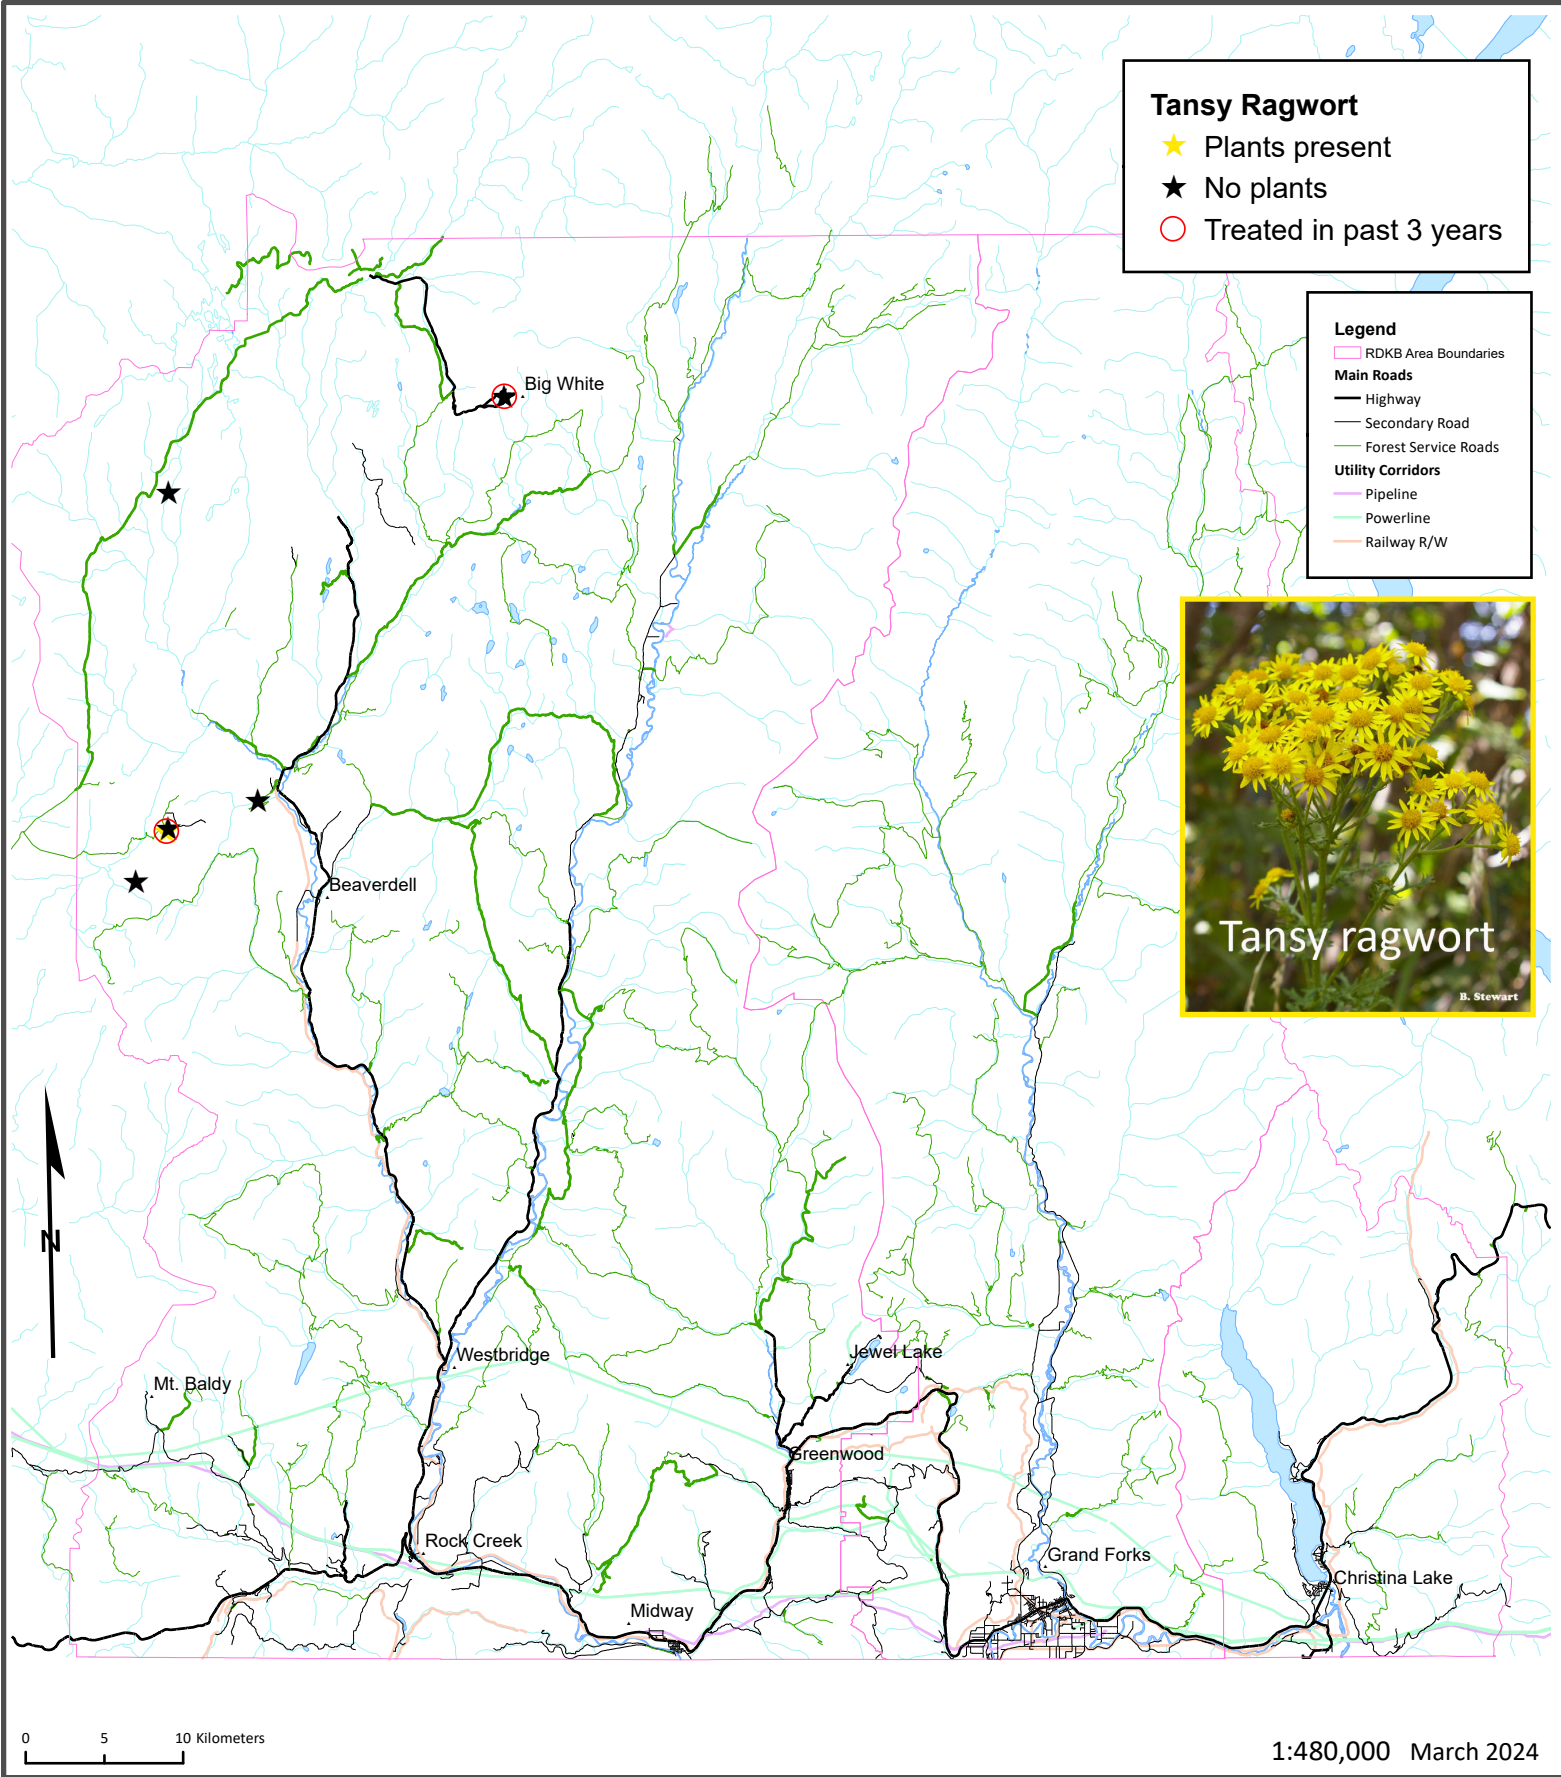 Tansy Ragwort
Plants present
No plants
Treated in past 3 years
Legend
RDKB Area Boundaries
Main Roads
Highway
Secondary Road
Forest Service Roads
Utility Corridors
Pipeline
Powerline
Railway R/W
Big White
Tansy ragwort
B. Stewart
Beaverdell
N
Westbridge
Jewel Lake
Mt. Baldy
Greenwood
Rock Creek
Grand Forks
Christina Lake
Midway
0 5 10 Kilometers
1:480,000 March 2024